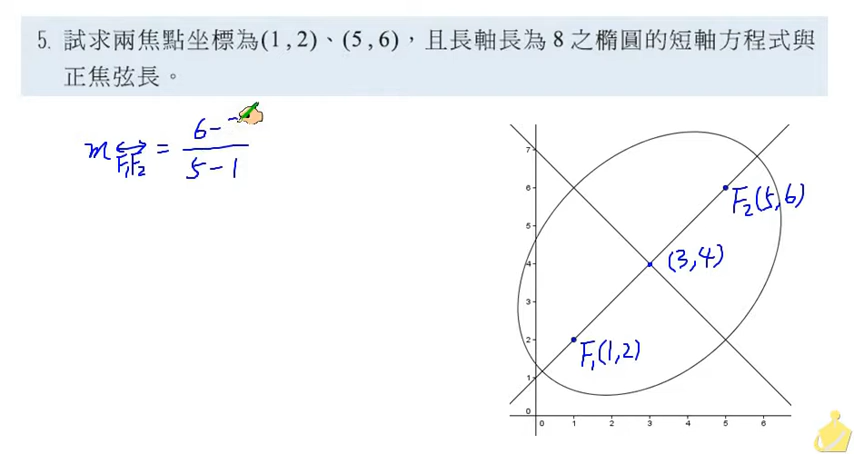 5. 試求兩焦點坐標為(1 , 2)、(5 , 6)，且長軸長為 8 之橢圓的短軸方程式與
正焦弦長。
m F₁F₂ = 6-
5-1
7
6
5
4
3
2
1
0
0 1 2 3 4 5 6
F₂(5,6)
(3,4)
F₁(1,2)